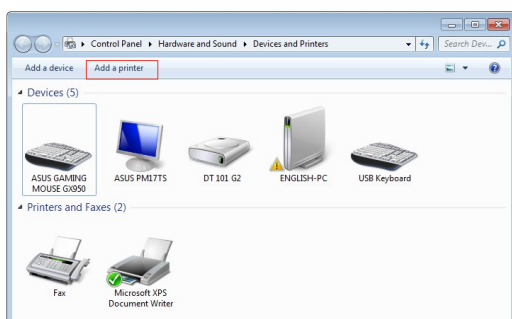 Control Panel ▸ Hardware and Sound ▸ Devices and Printers
Search Dev...
Add a device Add a printer
Devices (5)
ASUS GAMING MOUSE GX950
ASUS PM17TS
DT 101 G2
ENGLISH-PC
USB Keyboard
Printers and Faxes (2)
Fax
Microsoft XPS Document Writer